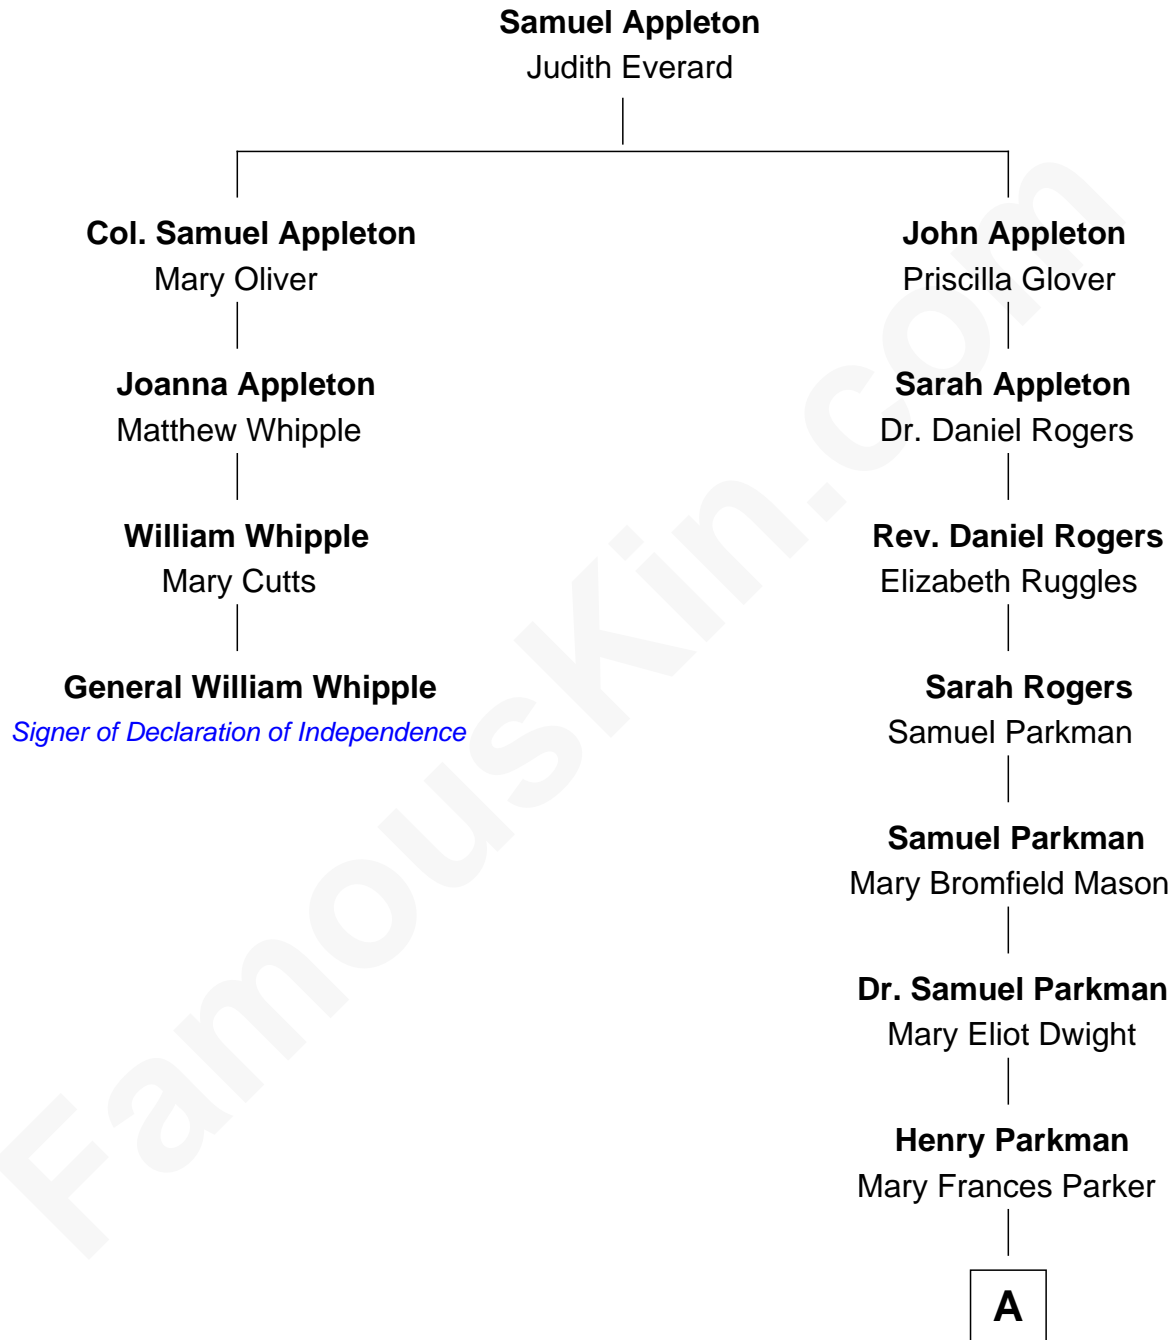 Samuel Appleton
Judith Everard
Col. Samuel Appleton
Mary Oliver
Joanna Appleton
Matthew Whipple
William Whipple
Mary Cutts
General William Whipple
Signer of Declaration of Independence
John Appleton
Priscilla Glover
Sarah Appleton
Dr. Daniel Rogers
Rev. Daniel Rogers
Elizabeth Ruggles
Sarah Rogers
Samuel Parkman
Samuel Parkman
Mary Bromfield Mason
Dr. Samuel Parkman
Mary Eliot Dwight
Henry Parkman
Mary Frances Parker
A
FamousKin.com